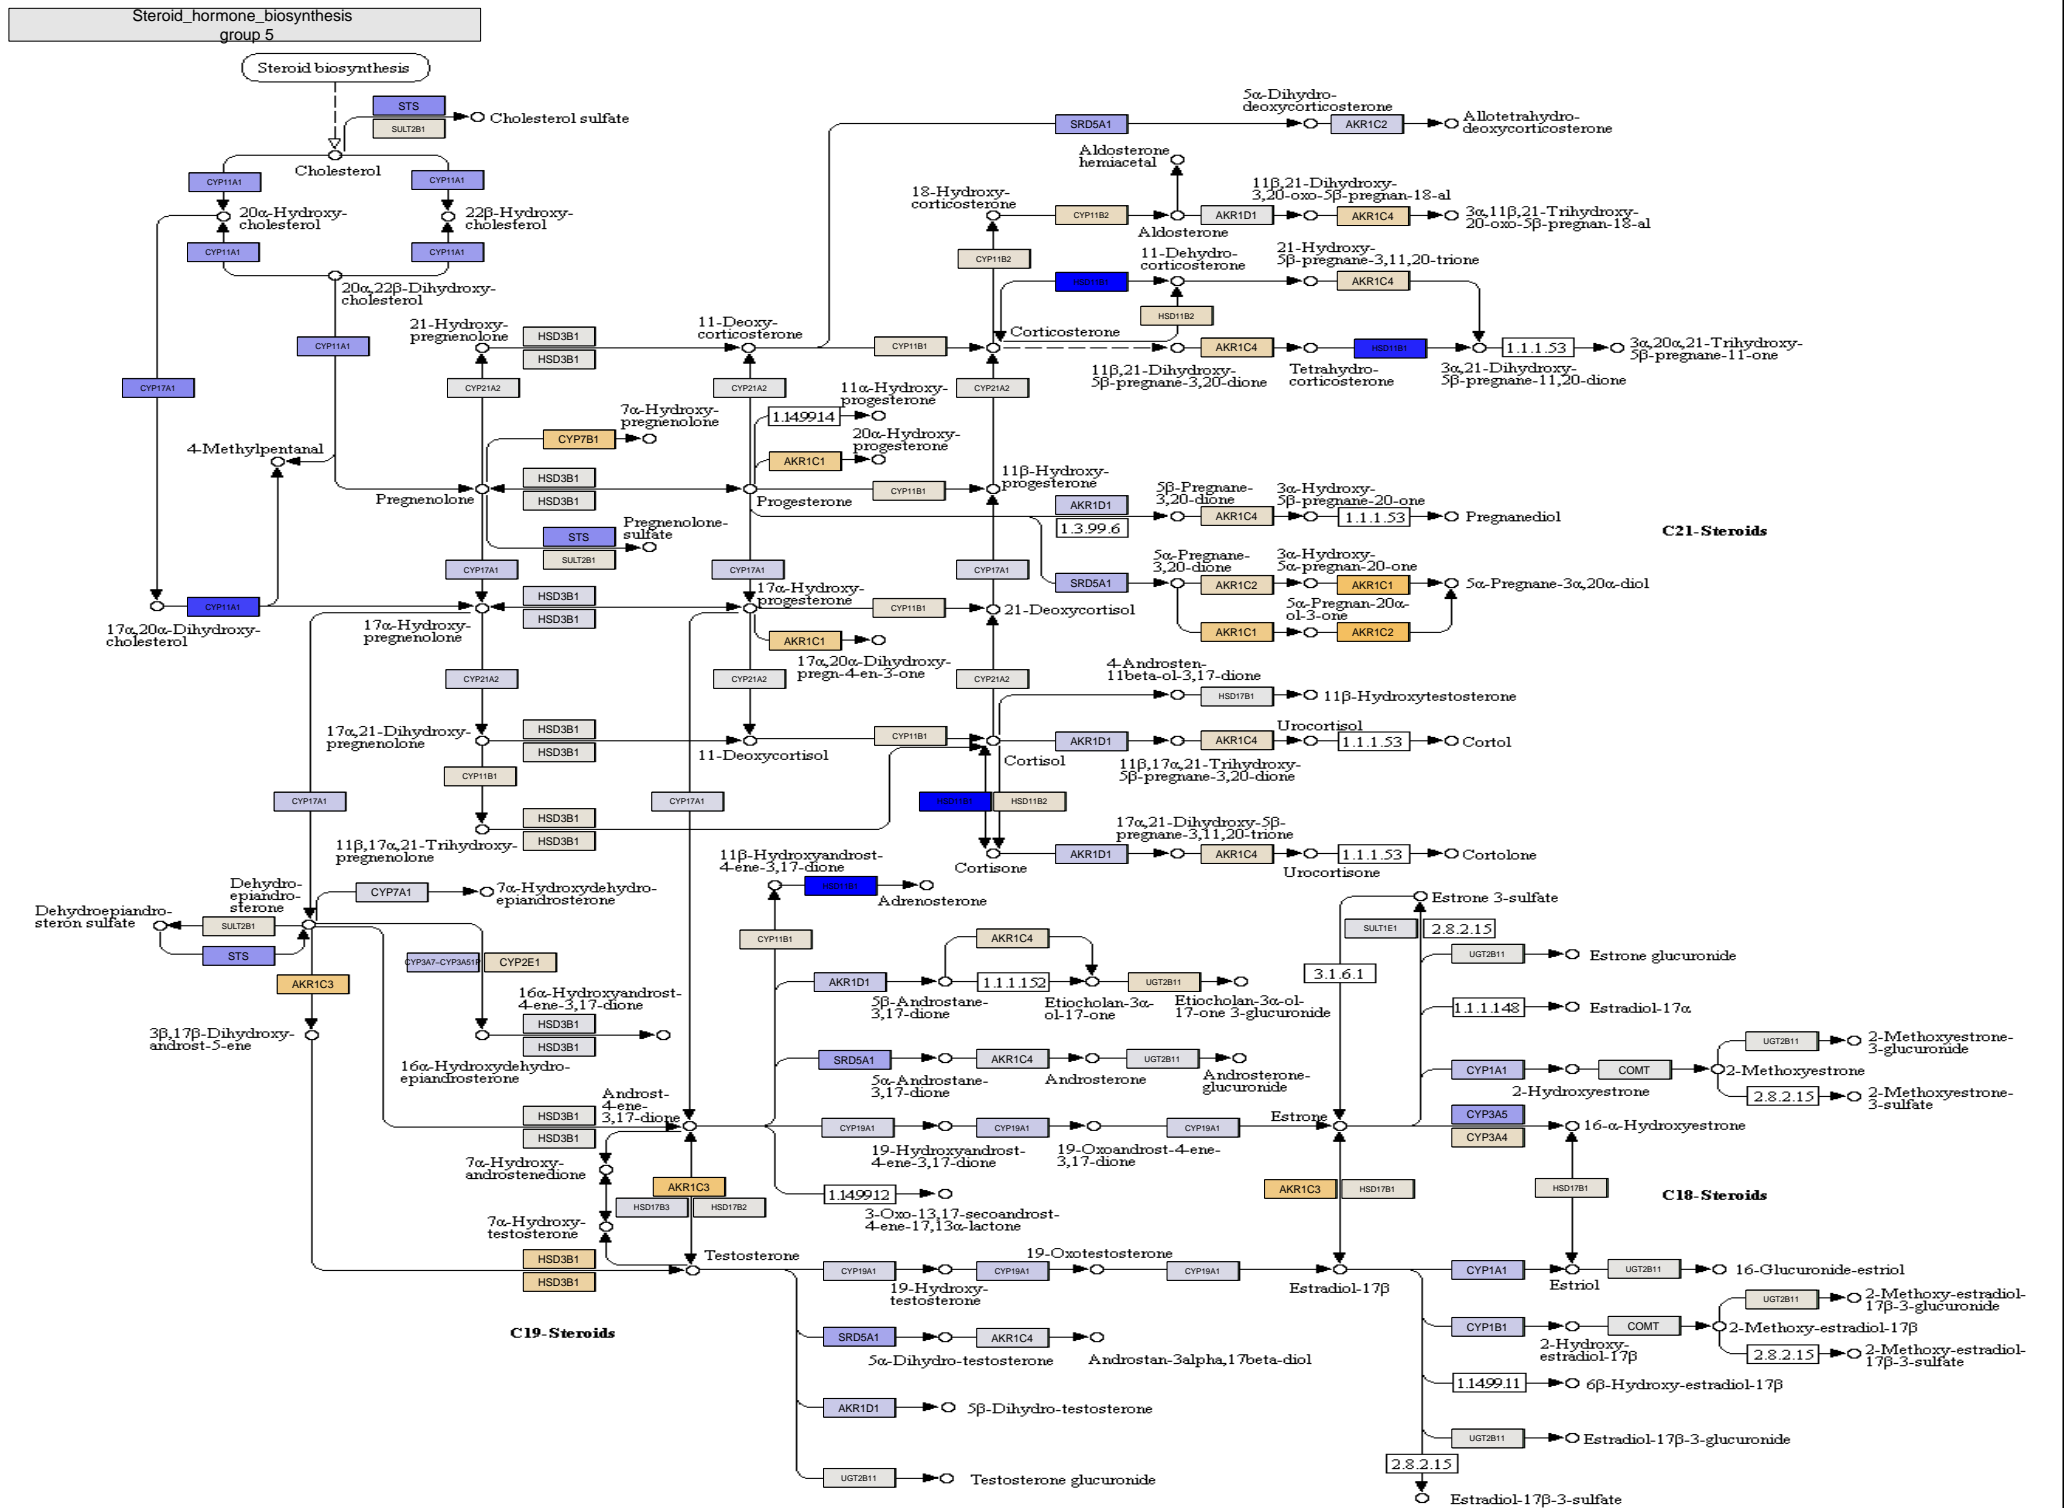 Steroid_hormone_biosynthesis
group 5
Steroid biosynthesis
STS
SULT2B1
Cholesterol sulfate
Cholesterol
CYP11A1
CYP11A1
20α-Hydroxy-
cholesterol
22β-Hydroxy-
cholesterol
CYP11A1
CYP11A1
20α,22β-Dihydroxy-
cholesterol
CYP11A1
CYP17A1
4-Methylpentanal
Pregnenolone
17α,20α-Dihydroxy-
cholesterol
CYP11A1
21-Hydroxy-
pregnenolone
HSD3B1
HSD3B1
11-Deoxy-
corticosterone
CYP21A2
CYP21A2
CYP21A2
7α-Hydroxy-
pregnenolone
CYP7B1
HSD3B1
HSD3B1
STS
SULT2B1
Pregnenolone-
sulfate
1.14.99.14
11α-Hydroxy-
progesterone
20α-Hydroxy-
progesterone
AKR1C1
Progesterone
CYP11B1
11β-Hydroxy-
progesterone
CYP17A1
CYP17A1
CYP17A1
17α-Hydroxy-
pregnenolone
HSD3B1
HSD3B1
17α-Hydroxy-
progesterone
CYP11B1
21-Deoxycortisol
AKR1C1
17α,20α-Dihydroxy-
pregn-4-en-3-one
CYP21A2
CYP21A2
CYP21A2
17α,21-Dihydroxy-
pregnenolone
HSD3B1
HSD3B1
11-Deoxycortisol
CYP11B1
Cortisol
CYP11B1
CYP17A1
CYP17A1
HSD3B1
HSD3B1
11β,17α,21-Trihydroxy-
pregnenolone
HSD11B1
HSD11B2
Cortisone
5α-Dihydro-
deoxycorticosterone
SRD5A1
AKR1C2
Allotetrahydro-
deoxycorticosterone
Aldosterone
hemiacetal
18-Hydroxy-
corticosterone
CYP11B2
Aldosterone
AKR1D1
11β,21-Dihydroxy-
3,20-oxo-5β-pregnan-18-al
AKR1C4
3α,11β,21-Trihydroxy-
20-oxo-5β-pregnan-18-al
CYP11B2
HSD11B1
11-Dehydro-
corticosterone
21-Hydroxy-
5β-pregnane-3,11,20-trione
AKR1C4
HSD11B2
Corticosterone
CYP11B1
AKR1C4
HSD11B1
1.1.1.53
3α,20α,21-Trihydroxy-
5β-pregnane-11-one
11β,21-Dihydroxy-
5β-pregnane-3,20-dione
Tetrahydro-
corticosterone
3α,21-Dihydroxy-
5β-pregnane-11,20-dione
AKR1D1
1.3.99.6
5β-Pregnane-
3,20-dione
AKR1C4
3α-Hydroxy-
5β-pregnane-20-one
1.1.1.53
Pregnanediol
C21-Steroids
SRD5A1
5α-Pregnane-
3,20-dione
AKR1C2
3α-Hydroxy-
5α-pregnan-20-one
AKR1C1
5α-Pregnane-3α,20α-diol
AKR1C1
5α-Pregnan-20α-
ol-3-one
AKR1C2
4-Androsten-
11beta-ol-3,17-dione
HSD17B1
11β-Hydroxytestosterone
AKR1D1
AKR1C4
Urocortisol
1.1.1.53
Cortol
11β,17α,21-Trihydroxy-
5β-pregnane-3,20-dione
17α,21-Dihydroxy-5β-
pregnane-3,11,20-trione
AKR1D1
AKR1C4
1.1.1.53
Cortolone
Urocortisone
Dehydro-
epiandro-
sterone
CYP7A1
7α-Hydroxydehydro-
epiandrosterone
Dehydroepiandro-
steron sulfate
SULT2B1
STS
AKR1C3
3β,17β-Dihydroxy-
androst-5-ene
CYP2E1
16α-Hydroxyandrost-
4-ene-3,17-dione
HSD3B1
HSD3B1
16α-Hydroxydehydro-
epiandrosterone
Androst-
4-ene-
3,17-dione
HSD3B1
HSD3B1
7α-Hydroxy-
androstenedione
AKR1C3
HSD17B3
HSD17B2
7α-Hydroxy-
testosterone
Testosterone
HSD3B1
HSD3B1
C19-Steroids
11β-Hydroxyandrost-
4-ene-3,17-dione
Adrenosterone
CYP11B1
AKR1C4
AKR1D1
1.1.1.152
UGT2B11
5β-Androstane-
3,17-dione
Etiocholan-3α-
ol-17-one
Etiocholan-3α-ol-
17-one 3-glucuronide
SRD5A1
AKR1C4
UGT2B11
5α-Androstane-
3,17-dione
Androsterone
Androsterone-
glucuronide
CYP19A1
CYP19A1
CYP19A1
Estrone
19-Hydroxyandrost-
4-ene-3,17-dione
19-Oxoandrost-4-ene-
3,17-dione
1.14.99.12
3-Oxo-13,17-secoandrost-
4-ene-17,13α-lactone
CYP19A1
19-Oxotestosterone
CYP19A1
CYP19A1
Estradiol-17β
19-Hydroxy-
testosterone
SRD5A1
AKR1C4
5α-Dihydro-testosterone
Androstan-3alpha,17beta-diol
AKR1D1
5β-Dihydro-testosterone
UGT2B11
Testosterone glucuronide
Estrone 3-sulfate
SULT1E1
2.8.2.15
3.1.6.1
UGT2B11
Estrone glucuronide
1.1.1.148
Estradiol-17α
CYP1A1
COMT
UGT2B11
2-Methoxyestrone-
3-glucuronide
2-Hydroxyestrone
2-Methoxyestrone
2.8.2.15
2-Methoxyestrone-
3-sulfate
CYP3A5
CYP3A4
16-α-Hydroxyestrone
AKR1C3
HSD17B1
HSD17B1
C18-Steroids
CYP1A1
Estriol
UGT2B11
16-Glucuronide-estriol
CYP1B1
COMT
UGT2B11
2-Methoxy-estradiol-
17β-3-glucuronide
2-Hydroxy-
estradiol-17β
2-Methoxy-estradiol-17β
2.8.2.15
2-Methoxy-estradiol-
17β-3-sulfate
1.14.99.11
6β-Hydroxy-estradiol-17β
UGT2B11
Estradiol-17β-3-glucuronide
2.8.2.15
Estradiol-17β-3-sulfate